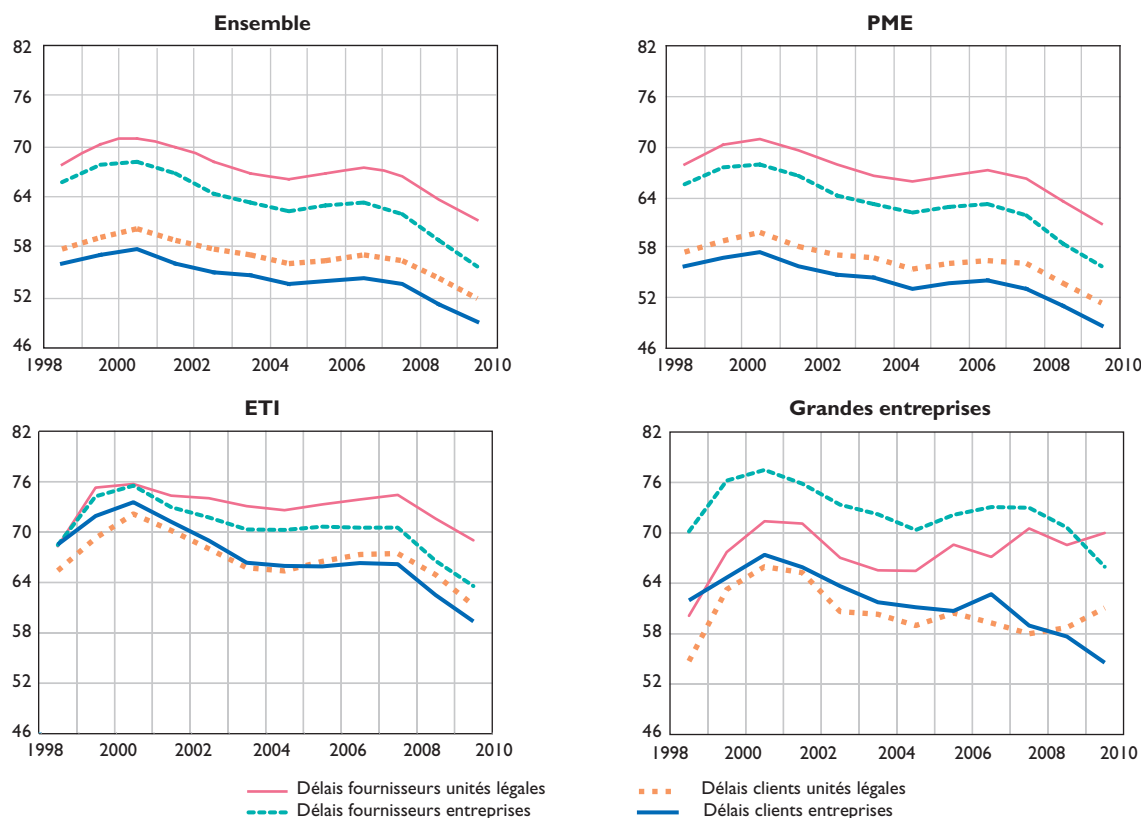 Ensemble
82
76
70
64
58
52
46
1998 2000 2002 2004 2006 2008 2010
PME
82
76
70
64
58
52
46
1998 2000 2002 2004 2006 2008 2010
ETI
82
76
70
64
58
52
46
1998 2000 2002 2004 2006 2008 2010
Grandes entreprises
82
76
70
64
58
52
46
1998 2000 2002 2004 2006 2008 2010
Délais fournisseurs unités légales
Délais fournisseurs entreprises
Délais clients unités légales
Délais clients entreprises